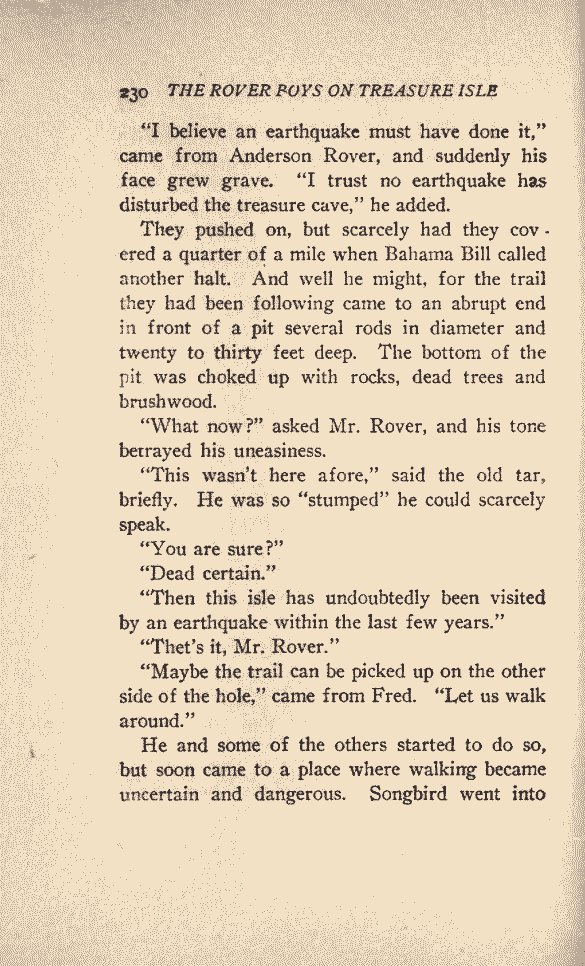 230 THE ROVER BOYS ON TREASURE ISLE
“I believe an earthquake must have done it,”
came from Anderson Rover, and suddenly his
face grew grave. “I trust no earthquake has
disturbed the treasure cave,” he added.
They pushed on, but scarcely had they cov-
ered a quarter of a mile when Bahama Bill called
another halt. And well he might, for the trail
they had been following came to an abrupt end
in front of a pit several rods in diameter and
twenty to thirty feet deep. The bottom of the
pit was choked up with rocks, dead trees and
brushwood.
“What now?” asked Mr. Rover, and his tone
betrayed his uneasiness.
“This wasn't here afore,” said the old tar,
briefly. He was so “stumped” he could scarcely
speak.
“You are sure?”
“Dead certain.”
“Then this isle has undoubtedly been visited
by an earthquake within the last few years.”
“Thet's it, Mr. Rover.”
“Maybe the trail can be picked up on the other
side of the hole,” came from Fred. “Let us walk
around.”
He and some of the others started to do so,
but soon came to a place where walking became
uncertain and dangerous. Songbird went into